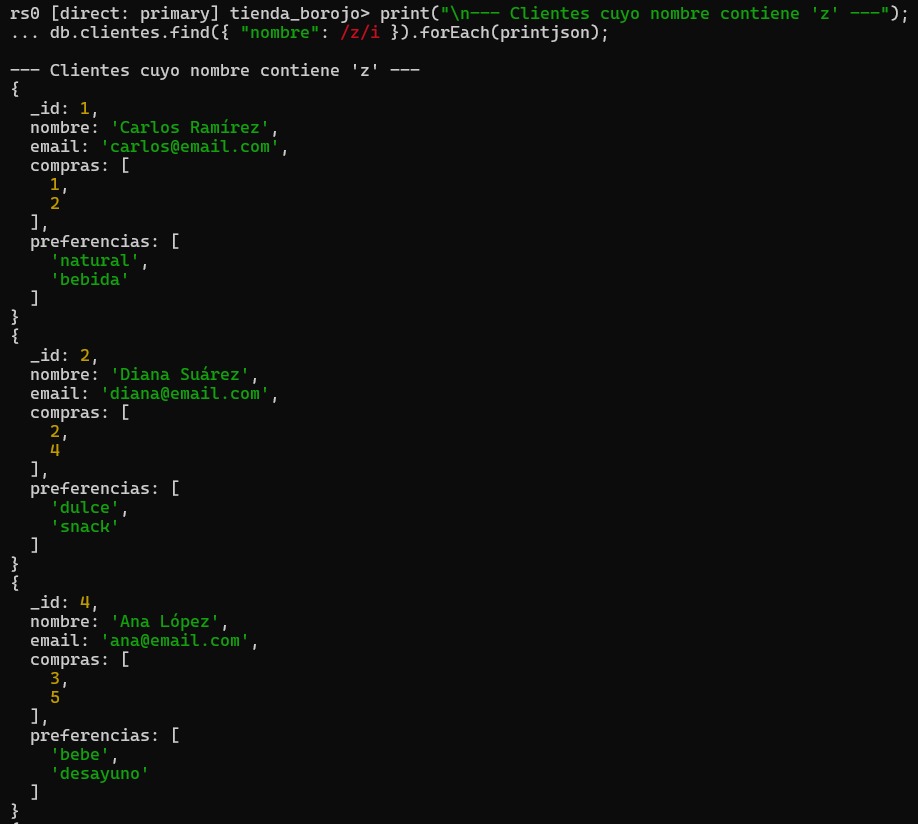 rs0 [direct: primary] tienda_borojo> print("\n--- Clientes cuyo nombre contiene 'z' ---");
... db.clientes.find({ "nombre": /z/i }).forEach(printjson);

--- Clientes cuyo nombre contiene 'z' ---
{
  _id: 1,
  nombre: 'Carlos Ramírez',
  email: 'carlos@email.com',
  compras: [
    1,
    2
  ],
  preferencias: [
    'natural',
    'bebida'
  ]
}
{
  _id: 2,
  nombre: 'Diana Suárez',
  email: 'diana@email.com',
  compras: [
    2,
    4
  ],
  preferencias: [
    'dulce',
    'snack'
  ]
}
{
  _id: 4,
  nombre: 'Ana López',
  email: 'ana@email.com',
  compras: [
    3,
    5
  ],
  preferencias: [
    'bebe',
    'desayuno'
  ]
}